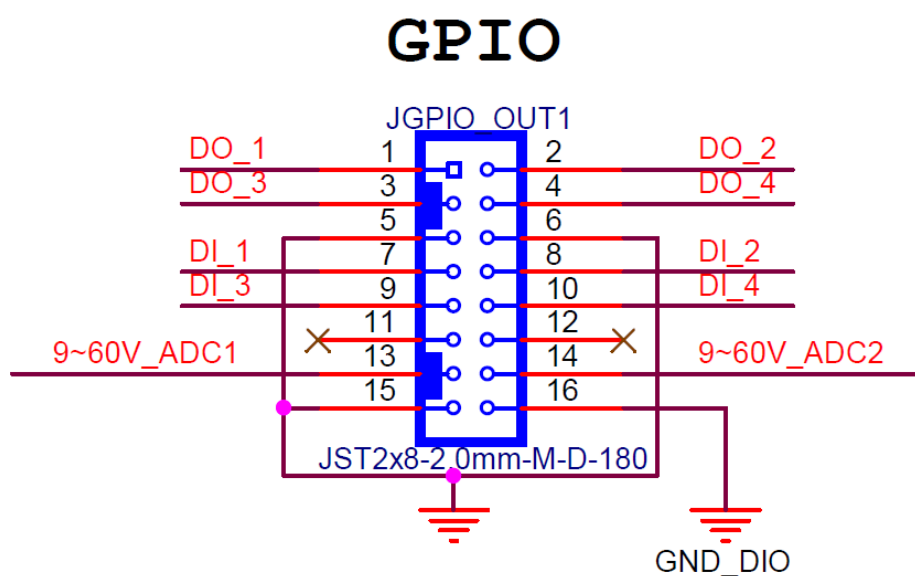 GPIO
JGPIO_OUT1
DO_1 1 2 DO_2
DO_3 3 4 DO_4
5 6
DI_1 7 8 DI_2
DI_3 9 10 DI_4
11 12
9~60V_ADC1 13 14 9~60V_ADC2
15 16
JST2x8-2.0mm-M-D-180
GND_DIO